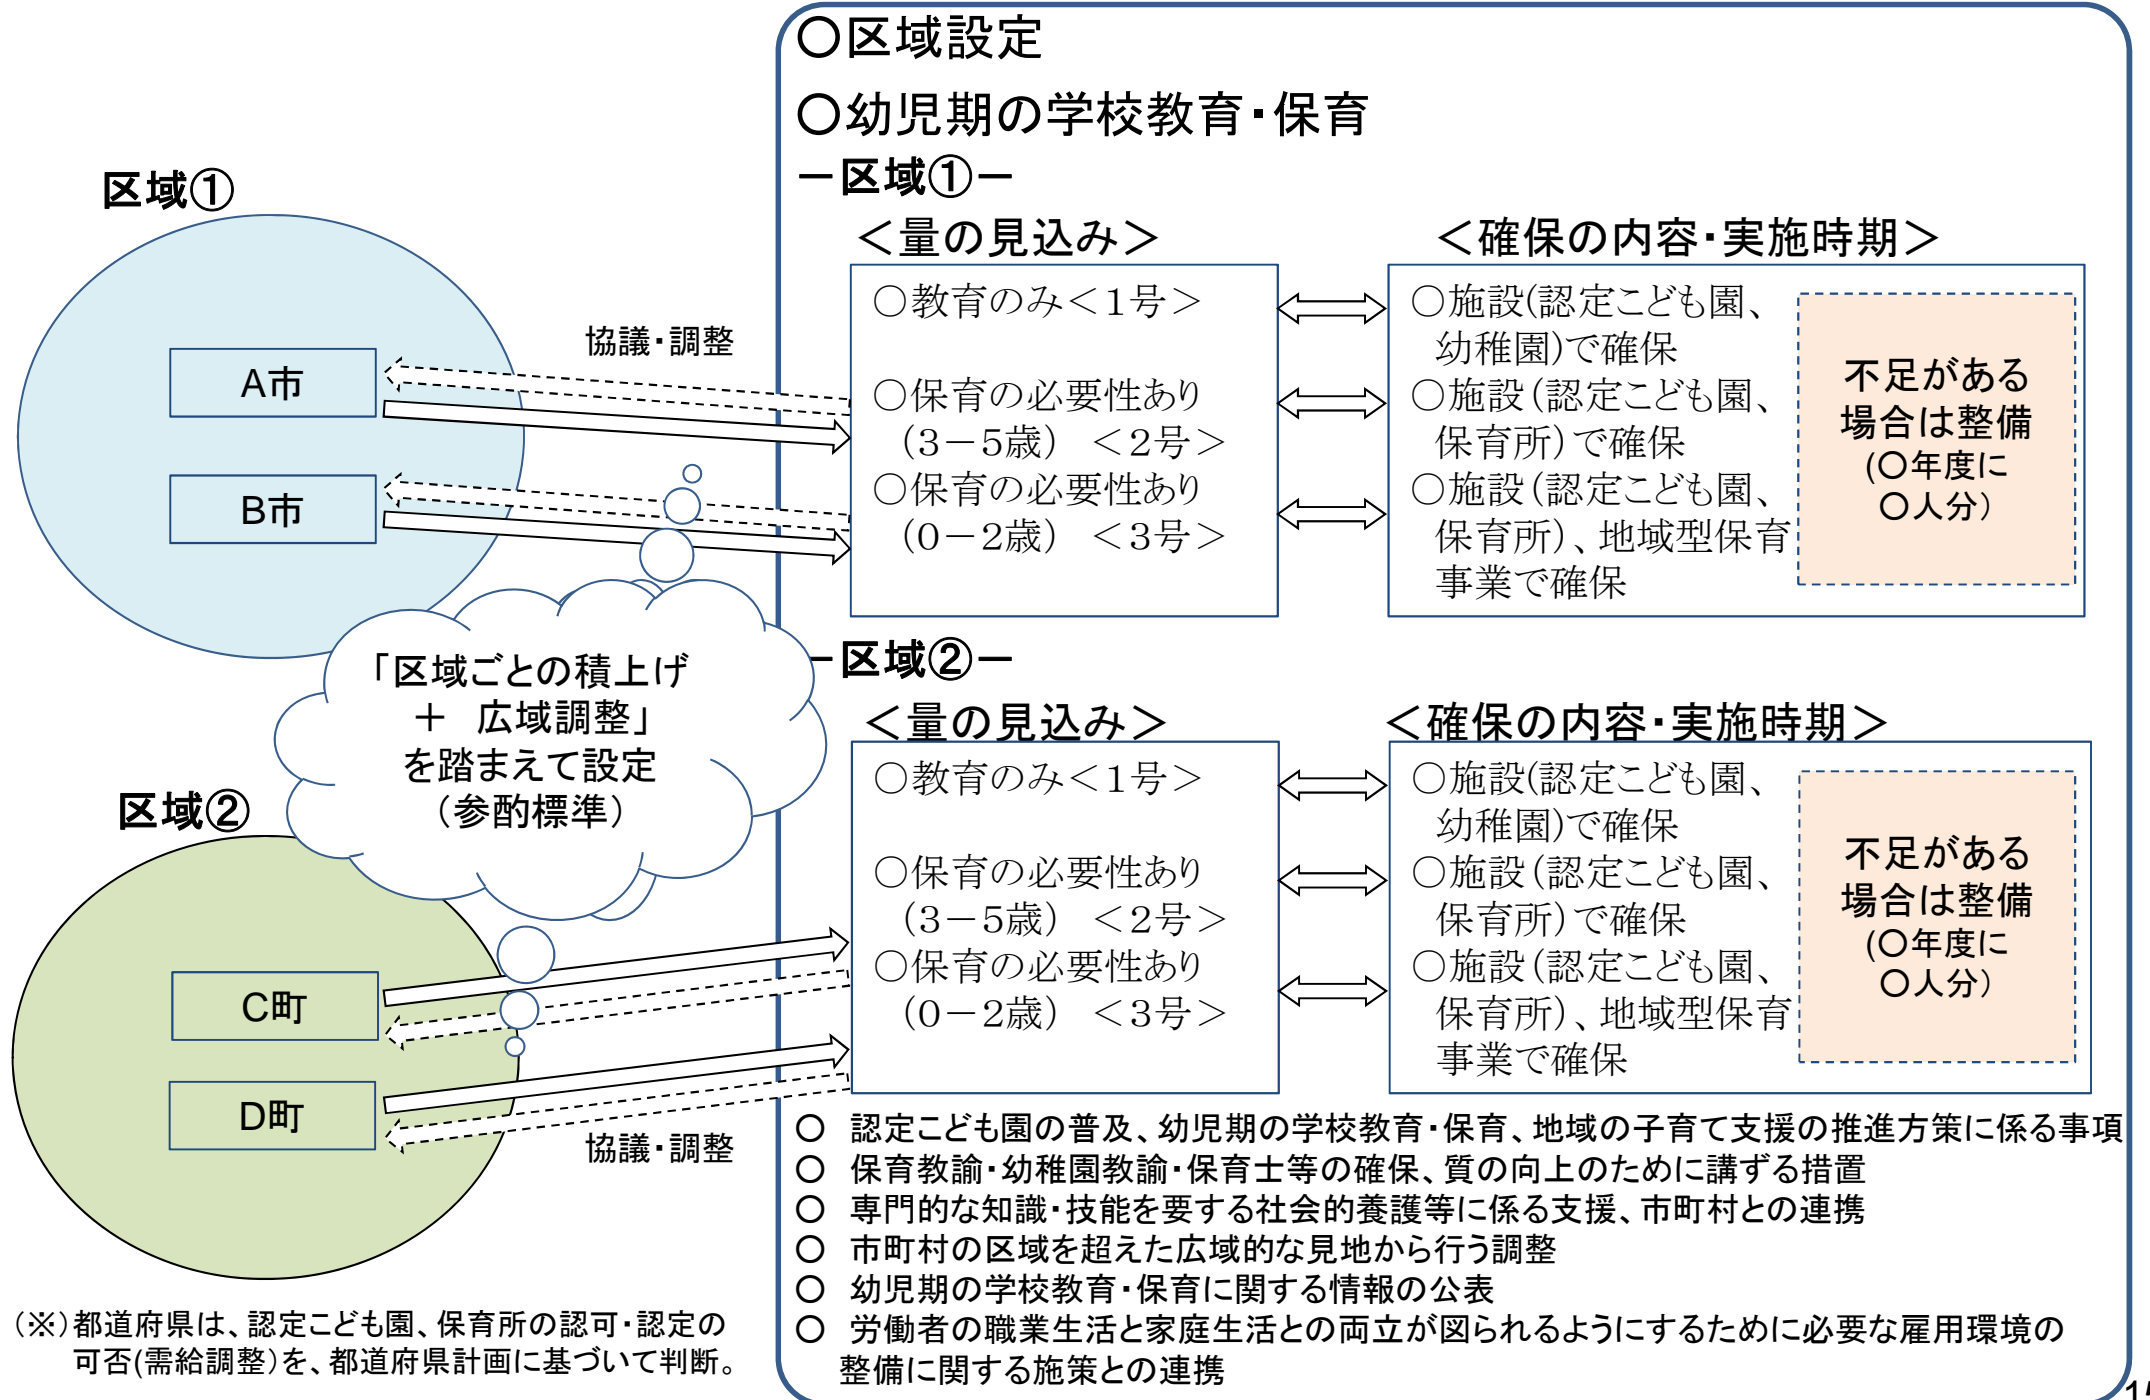 ○区域設定
○幼児期の学校教育・保育
－区域①－
＜量の見込み＞
＜確保の内容・実施時期＞
○教育のみ＜１号＞
○保育の必要性あり
（３－５歳）　＜２号＞
○保育の必要性あり
（０－２歳）　＜３号＞
○施設(認定こども園、
幼稚園)で確保
○施設（認定こども園、
保育所）で確保
○施設（認定こども園、
保育所）、地域型保育
事業で確保
不足がある
場合は整備
(○年度に
○人分）
－区域②－
＜量の見込み＞
＜確保の内容・実施時期＞
○教育のみ＜１号＞
○保育の必要性あり
（３－５歳）　＜２号＞
○保育の必要性あり
（０－２歳）　＜３号＞
○施設(認定こども園、
幼稚園)で確保
○施設（認定こども園、
保育所）で確保
○施設（認定こども園、
保育所）、地域型保育
事業で確保
不足がある
場合は整備
(○年度に
○人分）
○　認定こども園の普及、幼児期の学校教育・保育、地域の子育て支援の推進方策に係る事項
○　保育教諭・幼稚園教諭・保育士等の確保、質の向上のために講ずる措置
○　専門的な知識・技能を要する社会的養護等に係る支援、市町村との連携
○　市町村の区域を超えた広域的な見地から行う調整
○　幼児期の学校教育・保育に関する情報の公表
○　労働者の職業生活と家庭生活との両立が図られるようにするために必要な雇用環境の
整備に関する施策との連携
区域①
A市
B市
協議・調整
「区域ごとの積上げ
＋　広域調整」
を踏まえて設定
（参酌標準）
区域②
C町
D町
協議・調整
（※）都道府県は、認定こども園、保育所の認可・認定の
可否(需給調整）を、都道府県計画に基づいて判断。